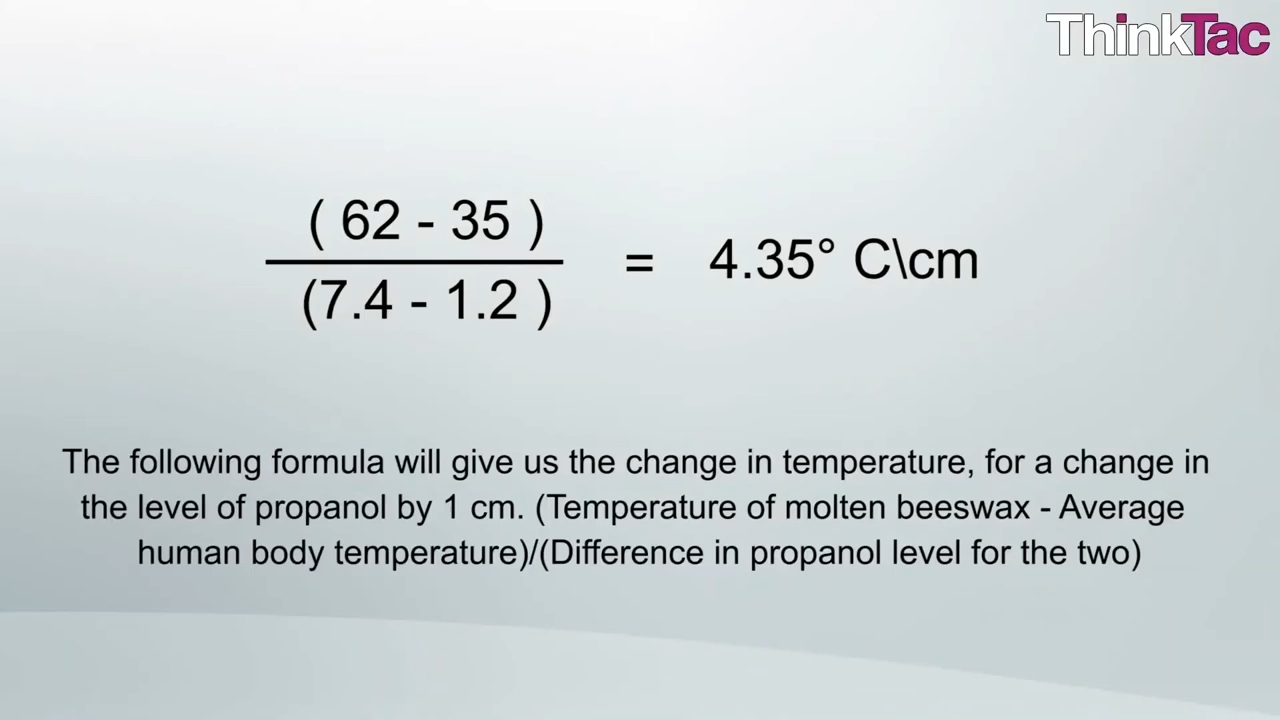 ThinkTac
( 62 - 35 )
(7.4 - 1.2 )
= 4.35° C\cm
The following formula will give us the change in temperature, for a change in
the level of propanol by 1 cm. (Temperature of molten beeswax - Average
human body temperature)/(Difference in propanol level for the two)